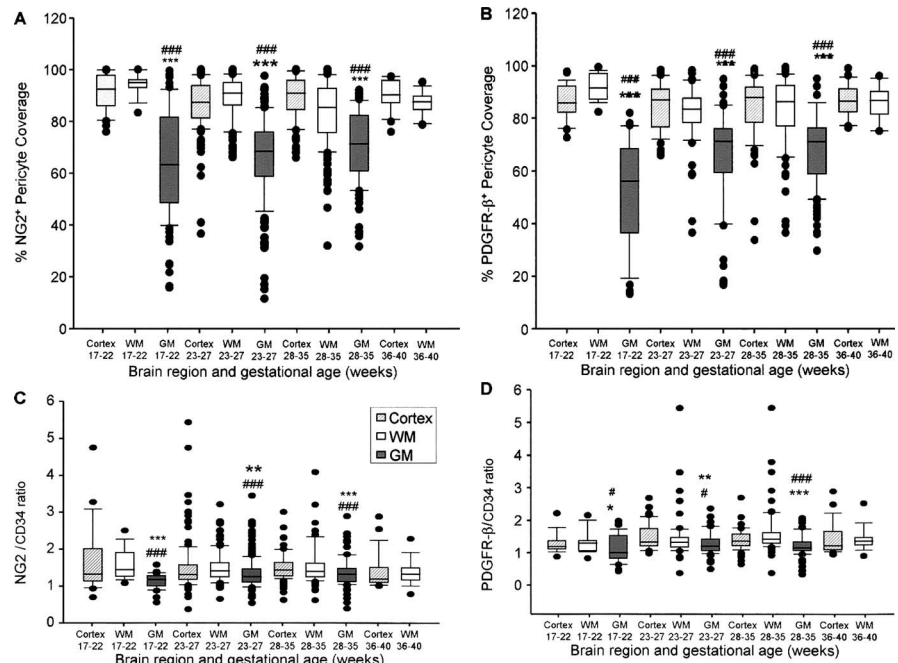 A
% NG2+ Pericyte Coverage
120
100
80
60
40
20
0
###
***
###
***
###
***
Cortex WM GM Cortex WM GM Cortex WM GM Cortex WM
17-22 17-22 17-22 23-27 23-27 23-27 28-35 28-35 28-35 36-40 36-40
Brain region and gestational age (weeks)
B
% PDGFR-β+ Pericyte Coverage
120
100
80
60
40
20
0
###
***
###
***
###
***
Cortex WM GM Cortex WM GM Cortex WM GM Cortex WM
17-22 17-22 17-22 23-27 23-27 23-27 28-35 28-35 28-35 36-40 36-40
Brain region and gestational age (weeks)
C
NG2 / CD34 ratio
6
5
4
3
2
1
0
***
###
**
###
***
###
Cortex
WM
GM
Cortex WM GM Cortex WM GM Cortex WM GM Cortex WM
17-22 17-22 17-22 23-27 23-27 23-27 28-35 28-35 28-35 36-40 36-40
Brain region and gestational age (weeks)
D
PDGFR-β/CD34 ratio
6
5
4
3
2
1
0
#
*
**
#
###
***
Cortex WM GM Cortex WM GM Cortex WM GM Cortex WM
17-22 17-22 17-22 23-27 23-27 23-27 28-35 28-35 28-35 36-40 36-40
Brain region and gestational age (weeks)